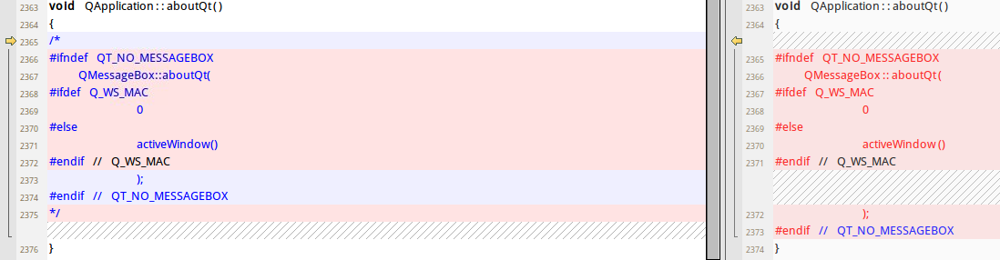 2363 void QApplication::aboutQt()
2364 {
2365 /*
2366 #ifndef QT_NO_MESSAGEBOX
2367 QMessageBox::aboutQt(
2368 #ifdef Q_WS_MAC
2369 0
2370 #else
2371 activeWindow()
2372 #endif // Q_WS_MAC
2373 );
2374 #endif // QT_NO_MESSAGEBOX
2375 */
2376 }
2363 void QApplication::aboutQt()
2364 {
2365 #ifndef QT_NO_MESSAGEBOX
2366 QMessageBox::aboutQt(
2367 #ifdef Q_WS_MAC
2368 0
2369 #else
2370 activeWindow()
2371 #endif // Q_WS_MAC
2372 );
2373 #endif // QT_NO_MESSAGEBOX
2374 }